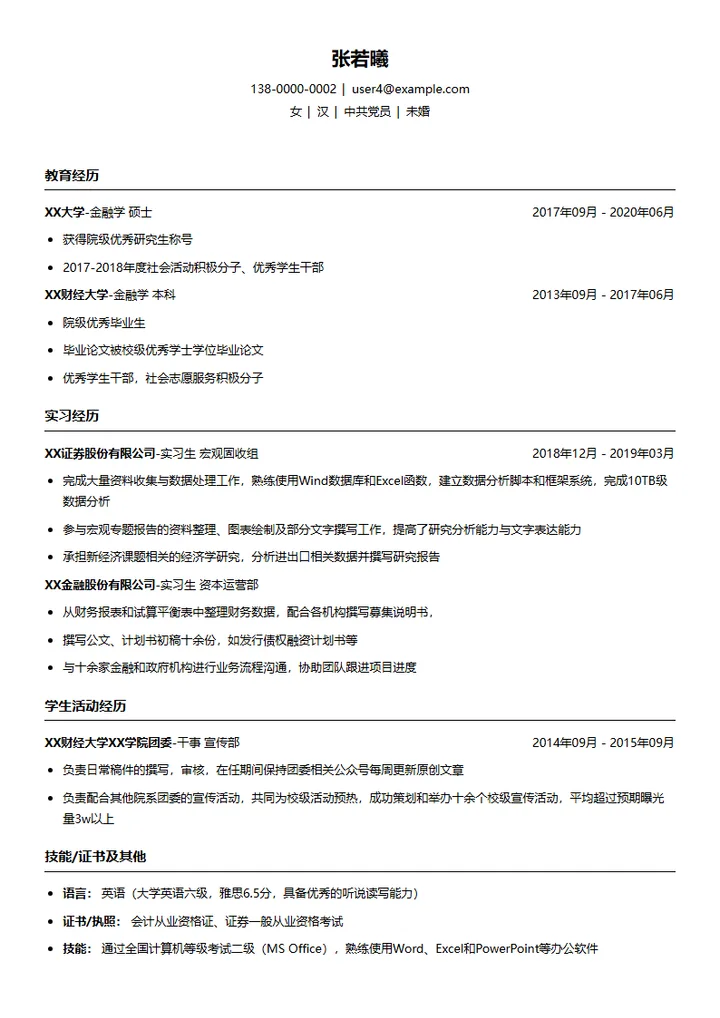 张若曦
138-0000-0002 | user4@example.com
女 | 汉 | 中共党员 | 未婚
教育经历
XX大学-金融学 硕士 2017年09月 - 2020年06月
• 获得院级优秀研究生称号
• 2017-2018年度社会活动积极分子、优秀学生干部
XX财经大学-金融学 本科 2013年09月 - 2017年06月
• 院级优秀毕业生
• 毕业论文被校级优秀学士学位毕业论文
• 优秀学生干部，社会志愿服务积极分子
实习经历
XX证券股份有限公司-实习生 宏观固收组 2018年12月 - 2019年03月
• 完成大量资料收集与数据处理工作，熟练使用Wind数据库和Excel函数，建立数据分析脚本和框架系统，完成10TB级
数据分析
• 参与宏观专题报告的资料整理、图表绘制及部分文字撰写工作，提高了研究分析能力与文字表达能力
• 承担新经济课题相关的经济学研究，分析进出口相关数据并撰写研究报告
XX金融股份有限公司-实习生 资本运营部
• 从财务报表和试算平衡表中整理财务数据，配合各机构撰写募集说明书，
• 撰写公文、计划书初稿十余份，如发行债权融资计划书等
• 与十余家金融和政府机构进行业务流程沟通，协助团队跟进项目进度
学生活动经历
XX财经大学XX学院团委-干事 宣传部 2014年09月 - 2015年09月
• 负责日常稿件的撰写，审核，在任期间保持团委相关公众号每周更新原创文章
• 负责配合其他院系团委的宣传活动，共同为校级活动预热，成功策划和举办十余个校级宣传活动，平均超过预期曝光
量3w以上
技能/证书及其他
• 语言： 英语（大学英语六级，雅思6.5分，具备优秀的听说读写能力）
• 证书/执照： 会计从业资格证、证券一般从业资格考试
• 技能： 通过全国计算机等级考试二级（MS Office），熟练使用Word、Excel和PowerPoint等办公软件